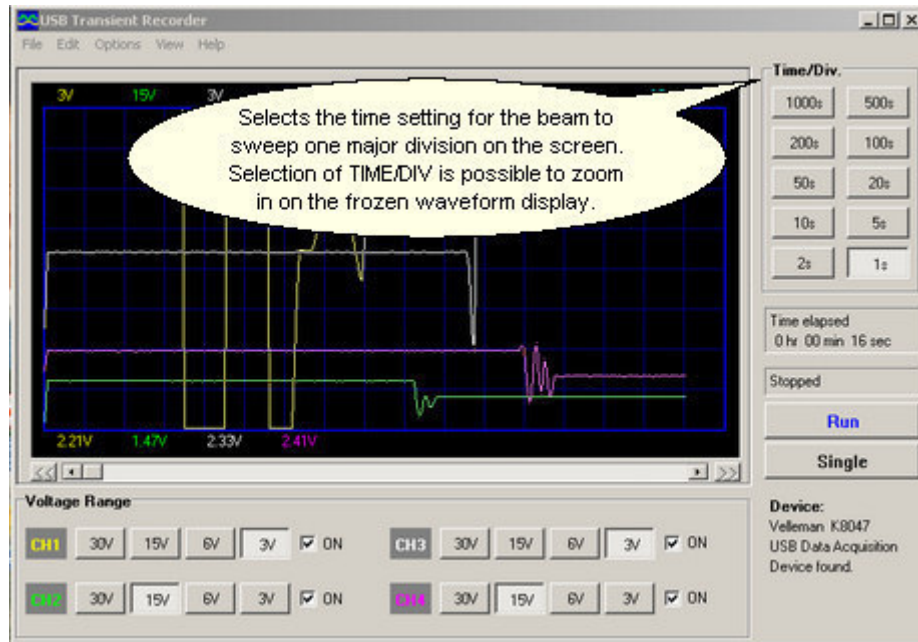 USB Transient Recorder
File Edit Options View Help
3V 15V 3V
Selects the time setting for the beam to
sweep one major division on the screen.
Selection of TIME/DIV is possible to zoom
in on the frozen waveform display.
2.21V 1.47V 2.33V 2.41V
Time/Div.
1000s 500s
200s 100s
50s 20s
10s 5s
2s 1s
Time elapsed
0 hr 00 min 16 sec
Stopped
Run
Single
Device:
Velleman K8047
USB Data Acquisition
Device found.
Voltage Range
CH1 30V 15V 6V 3V ON
CH3 30V 15V 6V 3V ON
CH2 30V 15V 6V 3V ON
CH4 30V 15V 6V 3V ON